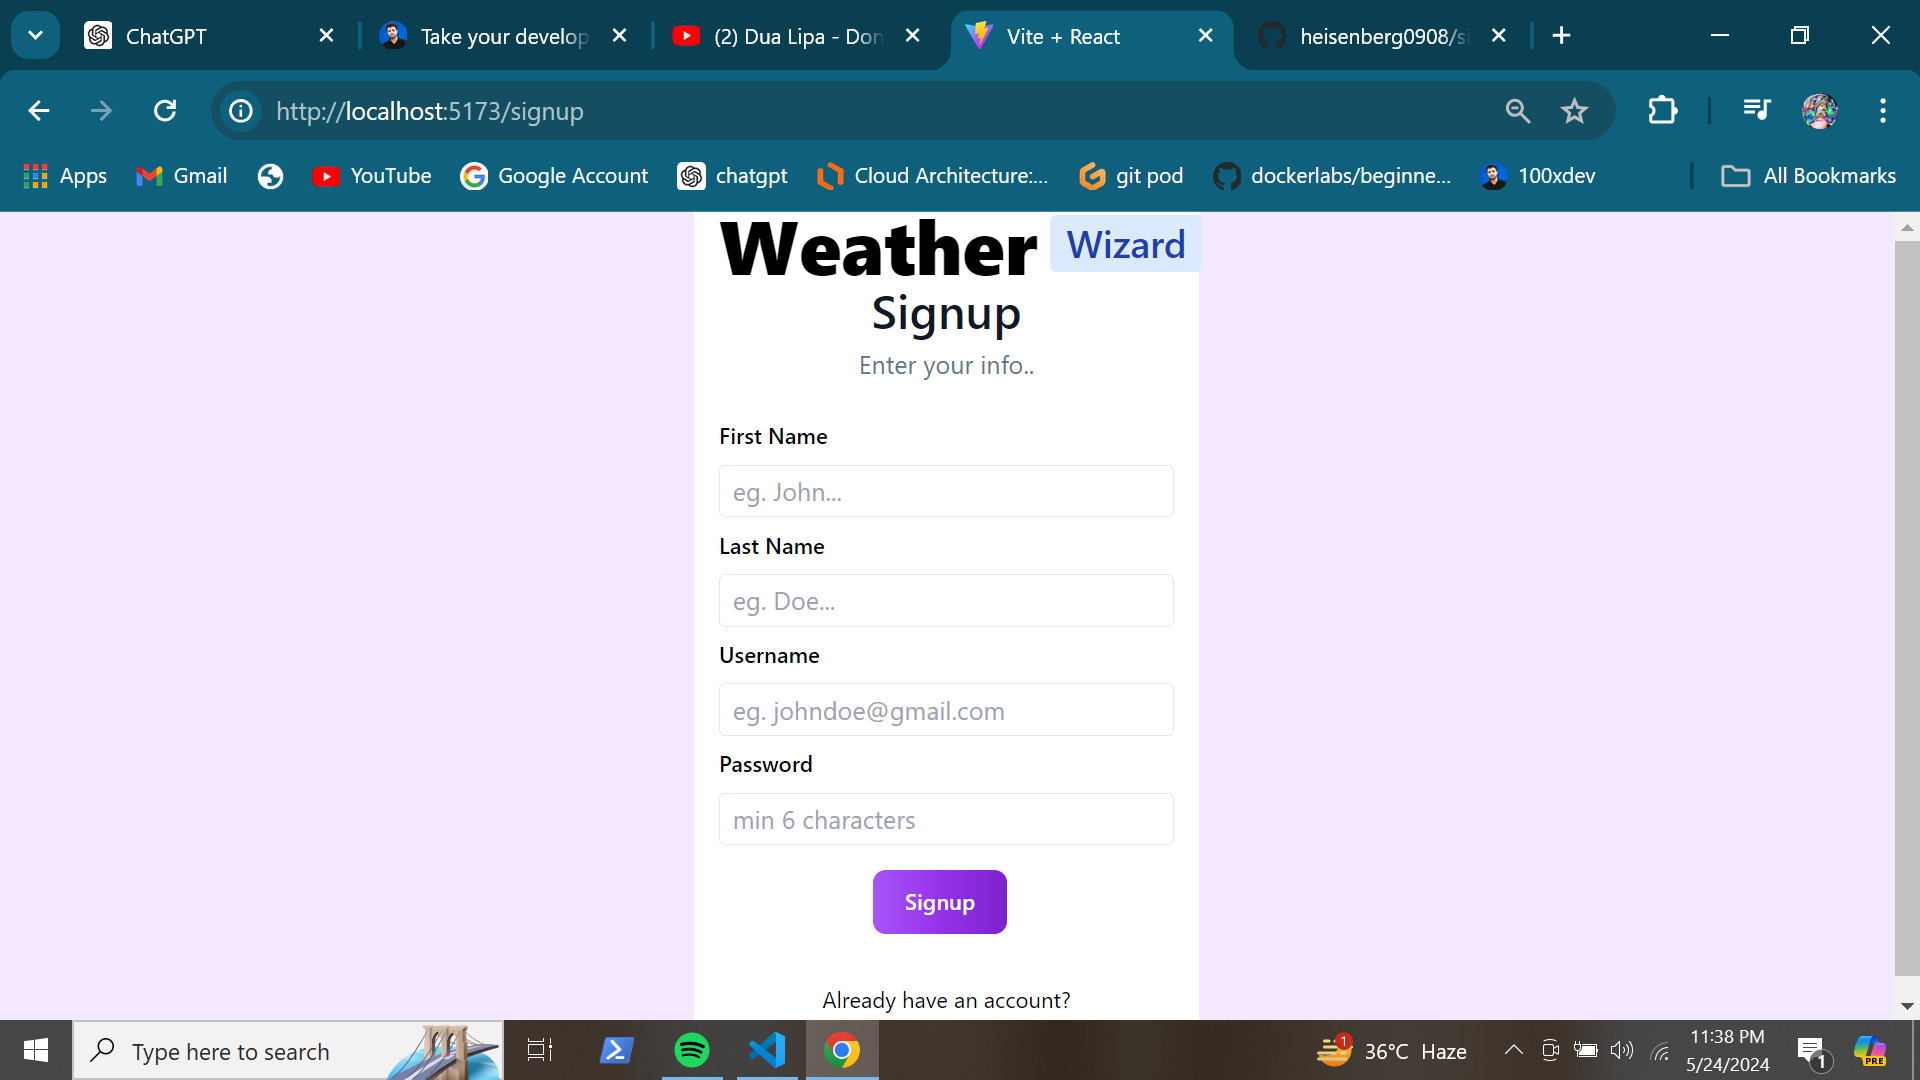 ChatGPT
Take your develop
(2) Dua Lipa - Don
Vite + React
heisenberg0908/si
http://localhost:5173/signup
Apps
Gmail
YouTube
Google Account
chatgpt
Cloud Architecture:...
git pod
dockerlabs/beginne...
100xdev
All Bookmarks
Weather Wizard
Signup
Enter your info..
First Name
eg. John...
Last Name
eg. Doe...
Username
eg. johndoe@gmail.com
Password
min 6 characters
Signup
Already have an account?
Type here to search
1
36°C Haze
11:38 PM
5/24/2024
1
PRE